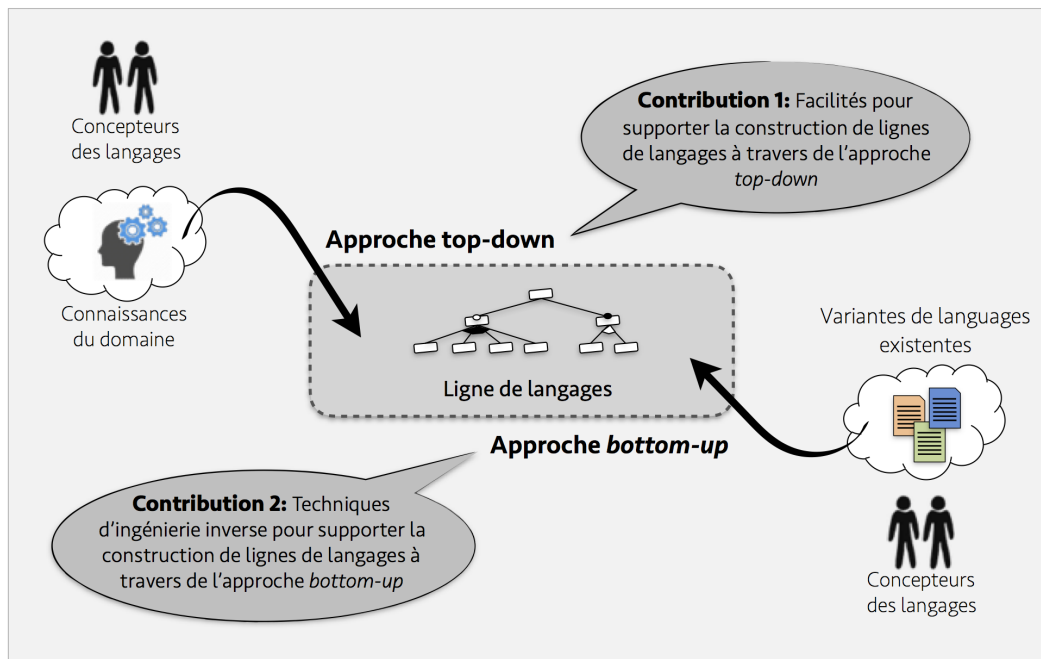 Concepteurs
des langages
Contribution 1: Facilités pour
supporter la construction de lignes
de langages à travers de l'approche
top-down
Approche top-down
Connaissances
du domaine
Variantes de languages
existentes
Ligne de langages
Approche bottom-up
Contribution 2: Techniques
d'ingénierie inverse pour supporter la
construction de lignes de langages à
travers de l'approche bottom-up
Concepteurs
des langages